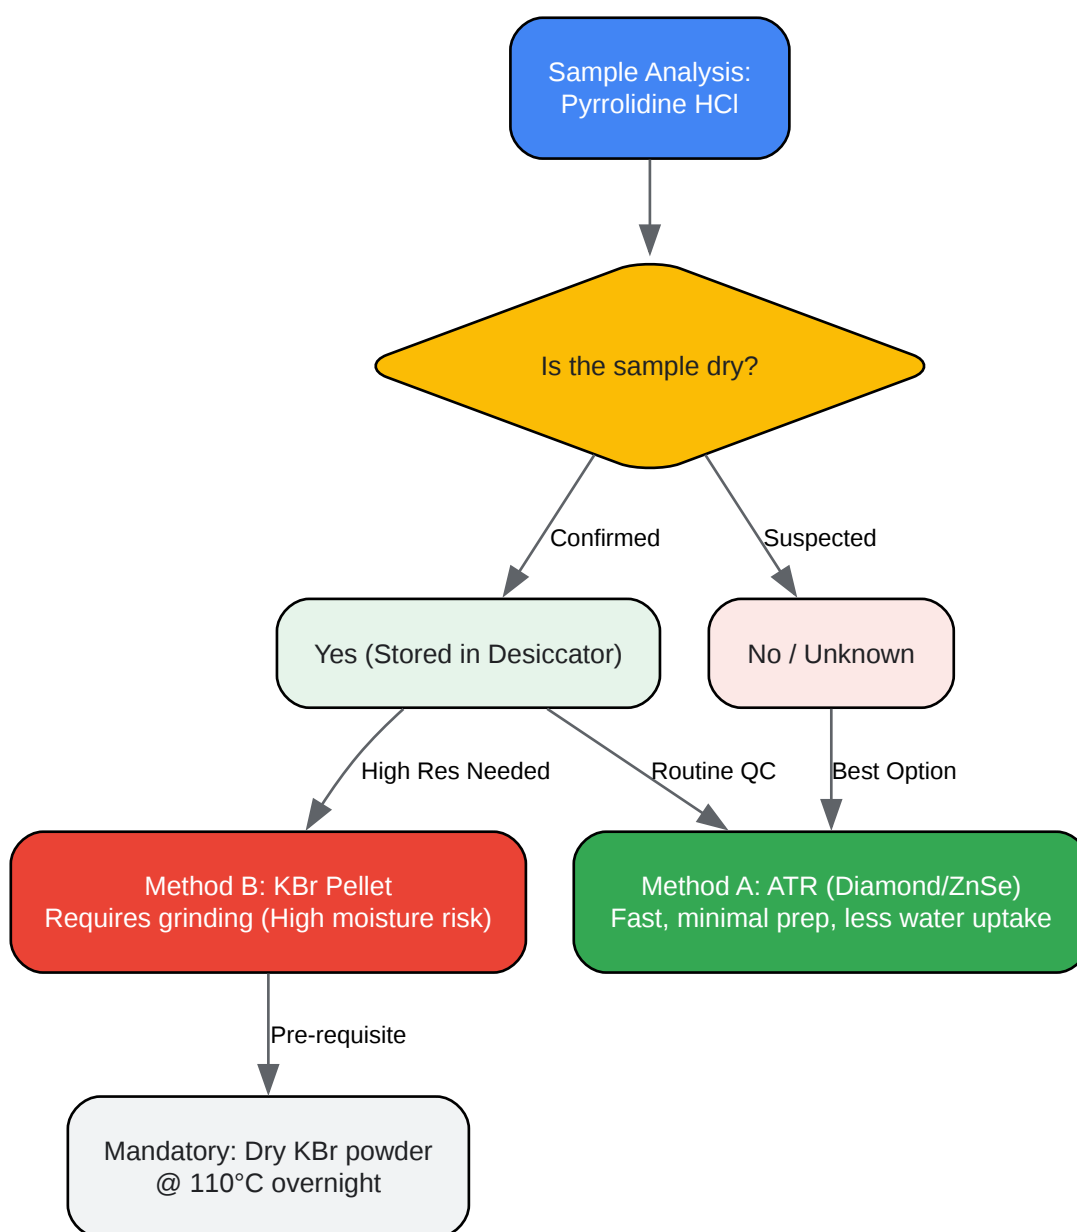 Sample Analysis:
Pyrrolidine HCl
Is the sample dry?
Confirmed
Suspected
Yes (Stored in Desiccator)
No / Unknown
High Res Needed
Routine QC
Best Option
Method B: KBr Pellet
Requires grinding (High moisture risk)
Method A: ATR (Diamond/ZnSe)
Fast, minimal prep, less water uptake
Pre-requisite
Mandatory: Dry KBr powder
@ 110°C overnight